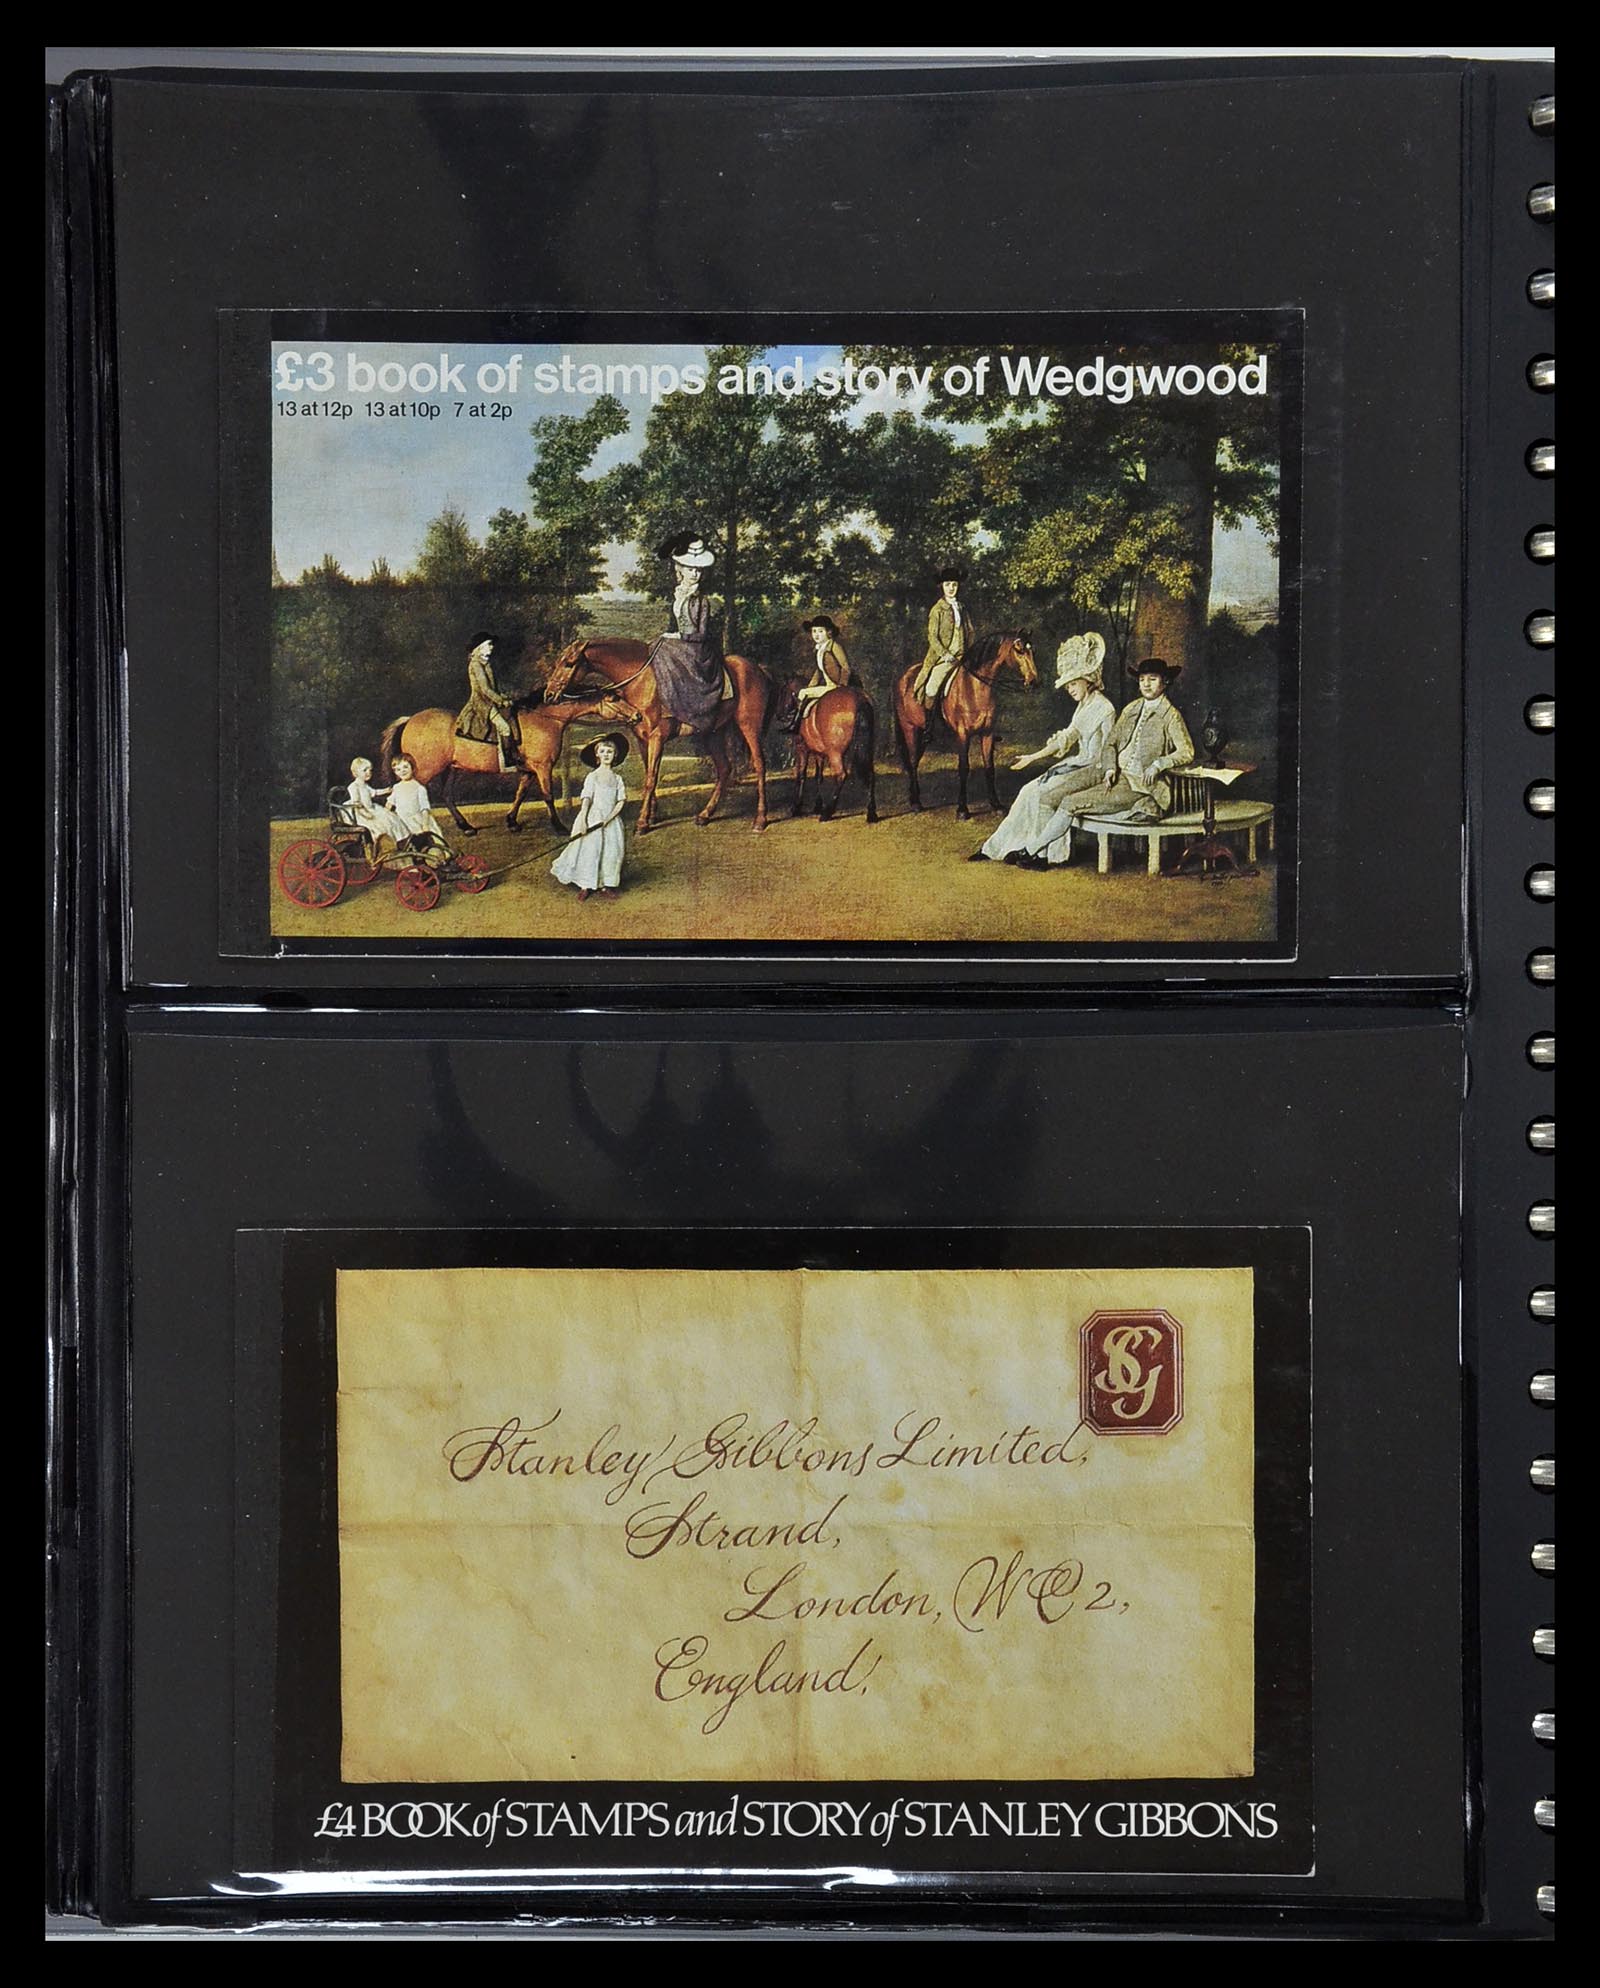 £3 book of stamps and story of Wedgwood
13 at 12p 13 at 10p 7 at 2p
SG
Stanley Gibbons Limited,
Strand,
London, WC2,
England.
£4 BOOK of STAMPS and STORY of STANLEY GIBBONS